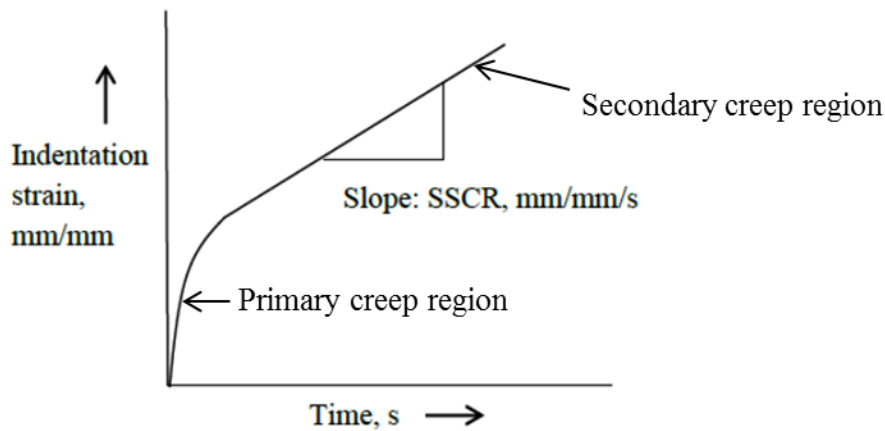 Indentation
strain,
mm/mm
Secondary creep region
Slope: SSCR, mm/mm/s
Primary creep region
Time, s